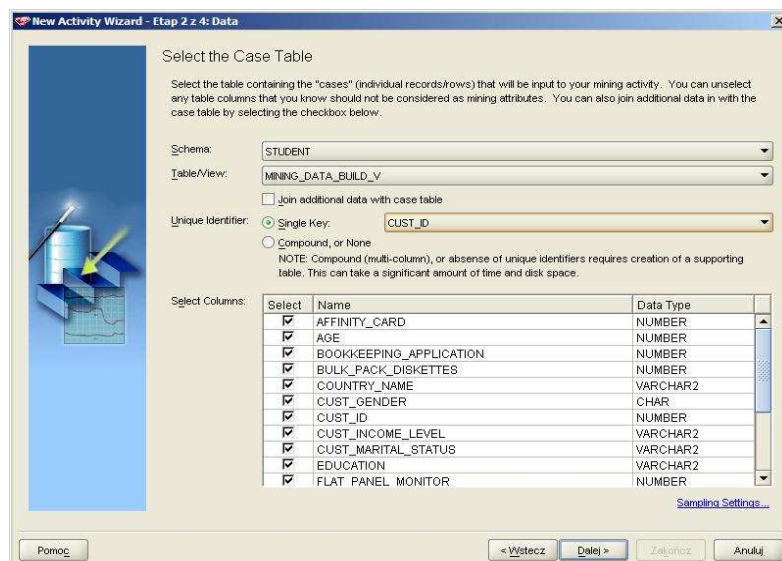 New Activity Wizard - Etap 2 z 4: Data
Select the Case Table
Select the table containing the "cases" (individual records/rows) that will be input to your mining activity. You can unselect
any table columns that you know should not be considered as mining attributes. You can also join additional data in with the
case table by selecting the checkbox below.
Schema: STUDENT
Table/View: MINING_DATA_BUILD_V
Join additional data with case table
Unique Identifier: Single Key: CUST_ID
Compound, or None
NOTE: Compound (multi-column), or absence of unique identifiers requires creation of a supporting
table. This can take a significant amount of time and disk space.
Select Columns: Select Name Data Type
AFFINITY_CARD NUMBER
AGE NUMBER
BOOKKEEPING_APPLICATION NUMBER
BULK_PACK_DISKETTES NUMBER
COUNTRY_NAME VARCHAR2
CUST_GENDER CHAR
CUST_ID NUMBER
CUST_INCOME_LEVEL VARCHAR2
CUST_MARITAL_STATUS VARCHAR2
EDUCATION VARCHAR2
FLAT_PANEL_MONITOR NUMBER
Sampling Settings...
Pomoc « Wstecz Dalej » Zakończ Anuluj